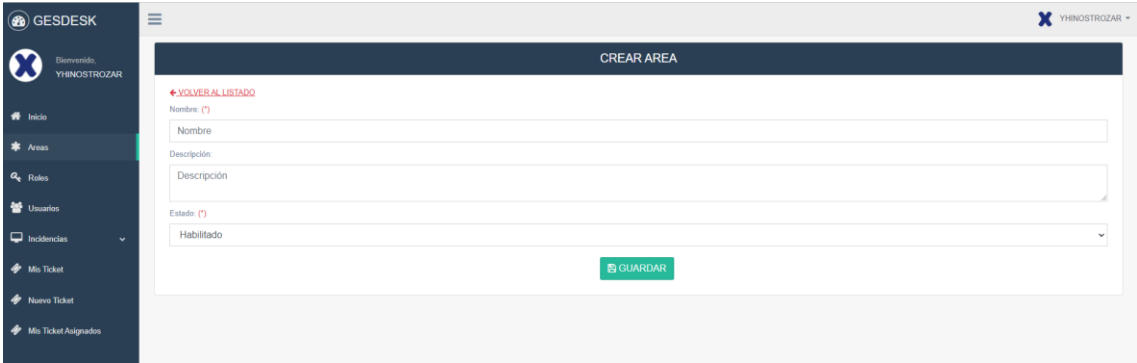 GESDESK
YHINOSTROZAR
Bienvenido,
YHINOSTROZAR
Inicio
Areas
Roles
Usuarios
Incidencias
Mis Ticket
Nuevo Ticket
Mis Ticket Asignados
CREAR AREA
VOLVER AL LISTADO
Nombre: (*)
Nombre
Descripción:
Descripción
Estado: (*)
Habilitado
GUARDAR